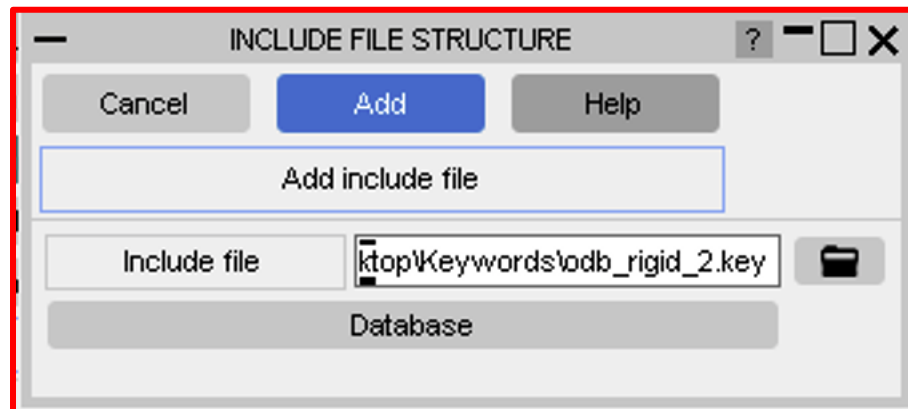 INCLUDE FILE STRUCTURE ?
Cancel Add Help
Add include file
Include file ktop\Keywords\odb_rigid_2.key
Database